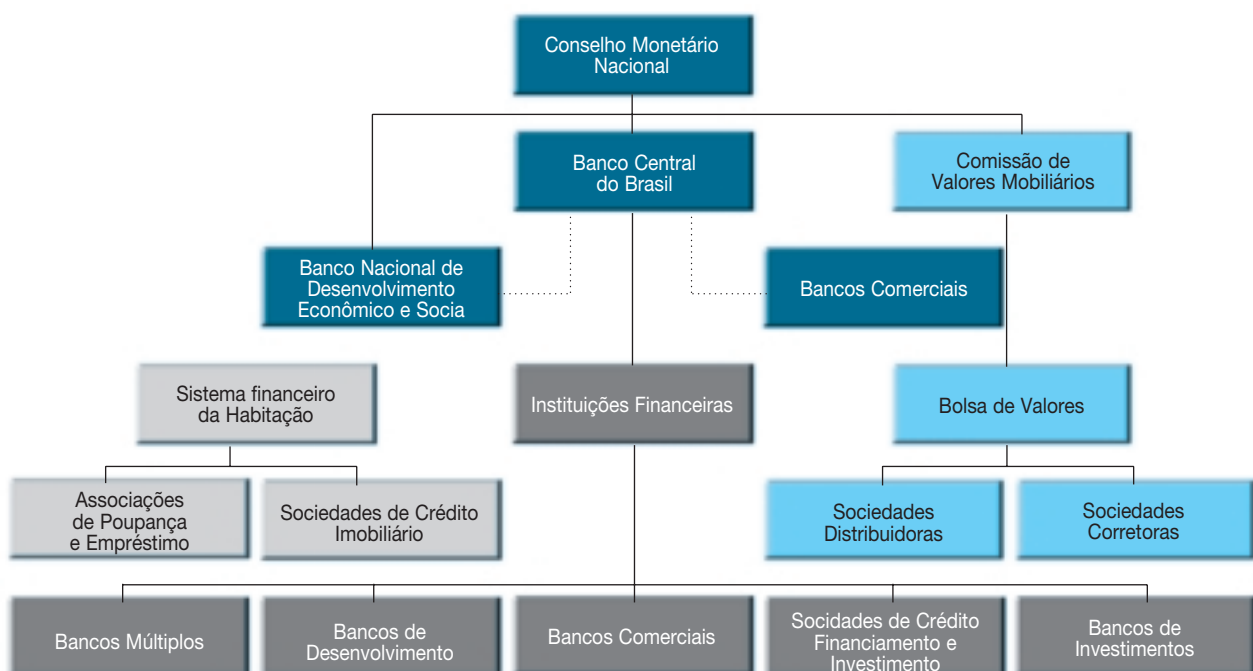 Conselho Monetário
Nacional
Banco Central
do Brasil
Comissão de
Valores Mobiliários
Banco Nacional de
Desenvolvimento
Econômico e Socia
Bancos Comerciais
Sistema financeiro
da Habitação
Instituições Financeiras
Bolsa de Valores
Associações
de Poupança
e Empréstimo
Sociedades de Crédito
Imobiliário
Sociedades
Distribuidoras
Sociedades
Corretoras
Bancos Múltiplos
Bancos de
Desenvolvimento
Bancos Comerciais
Socidades de Crédito
Financiamento e
Investimento
Bancos de
Investimentos